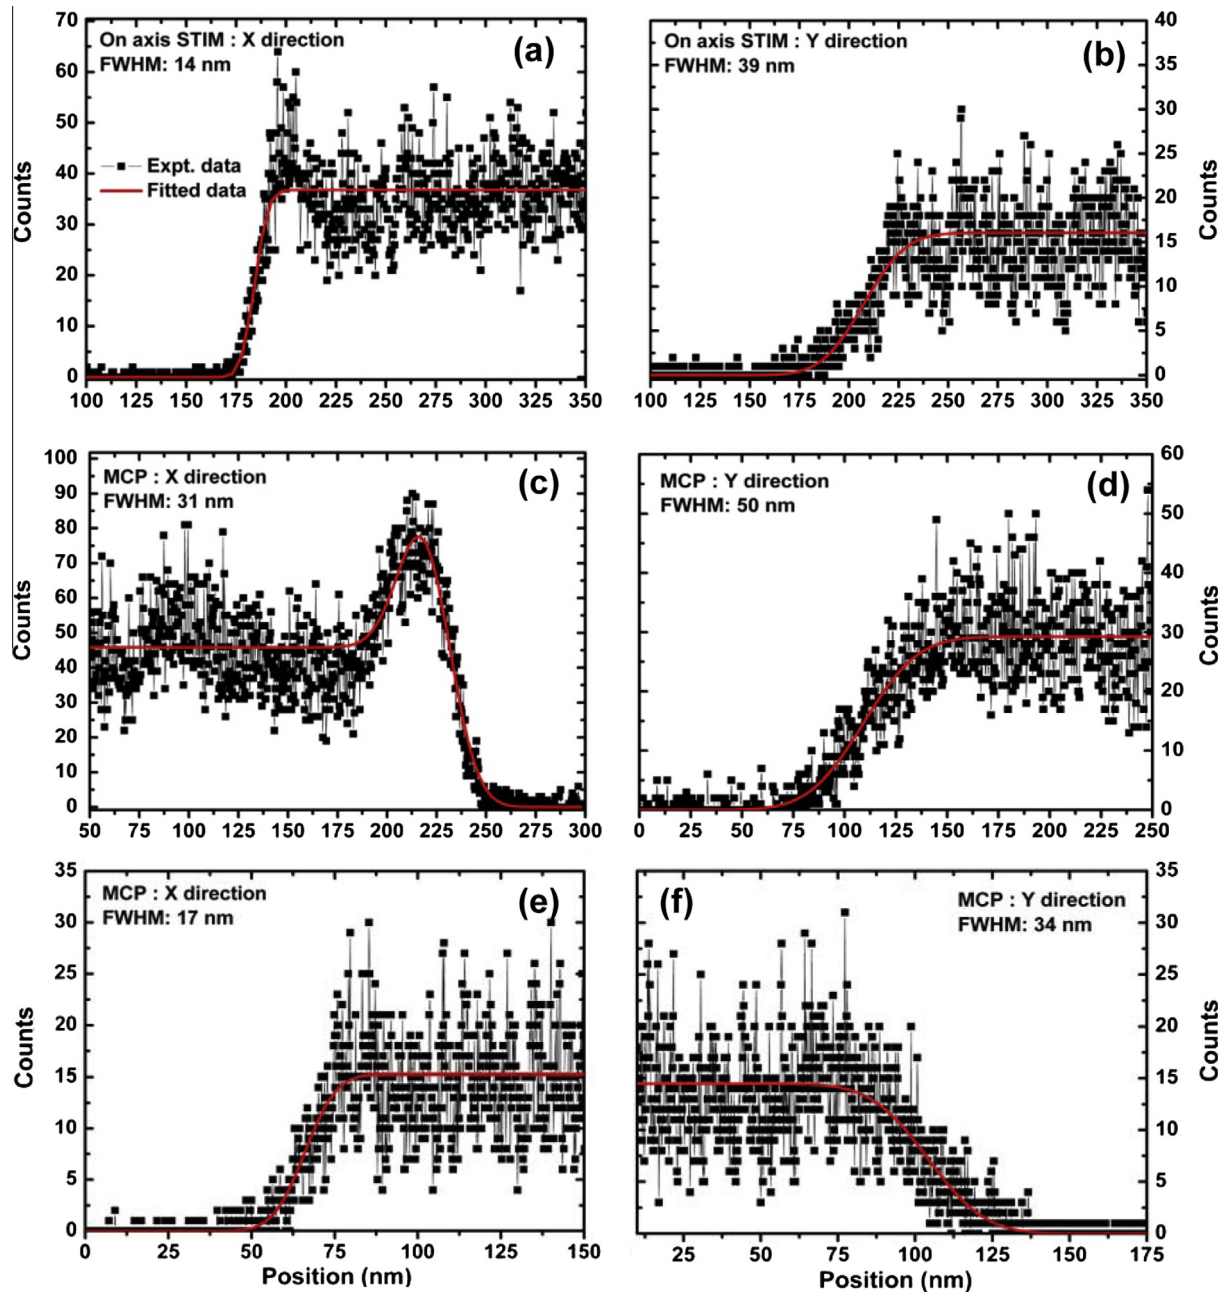 On axis STIM : X direction
FWHM: 14 nm
(a)
Expt. data
Fitted data
Counts
70
60
50
40
30
20
10
0
100 125 150 175 200 225 250 275 300 325 350
On axis STIM : Y direction
FWHM: 39 nm
(b)
Counts
40
35
30
25
20
15
10
5
0
100 125 150 175 200 225 250 275 300 325 350
MCP : X direction
FWHM: 31 nm
(c)
Counts
100
90
80
70
60
50
40
30
20
10
0
50 75 100 125 150 175 200 225 250 275 300
MCP : Y direction
FWHM: 50 nm
(d)
Counts
60
50
40
30
20
10
0
0 25 50 75 100 125 150 175 200 225 250
MCP : X direction
FWHM: 17 nm
(e)
Counts
35
30
25
20
15
10
5
0
0 25 50 75 100 125 150
Position (nm)
(f)
MCP : Y direction
FWHM: 34 nm
Counts
35
30
25
20
15
10
5
0
25 50 75 100 125 150 175
Position (nm)